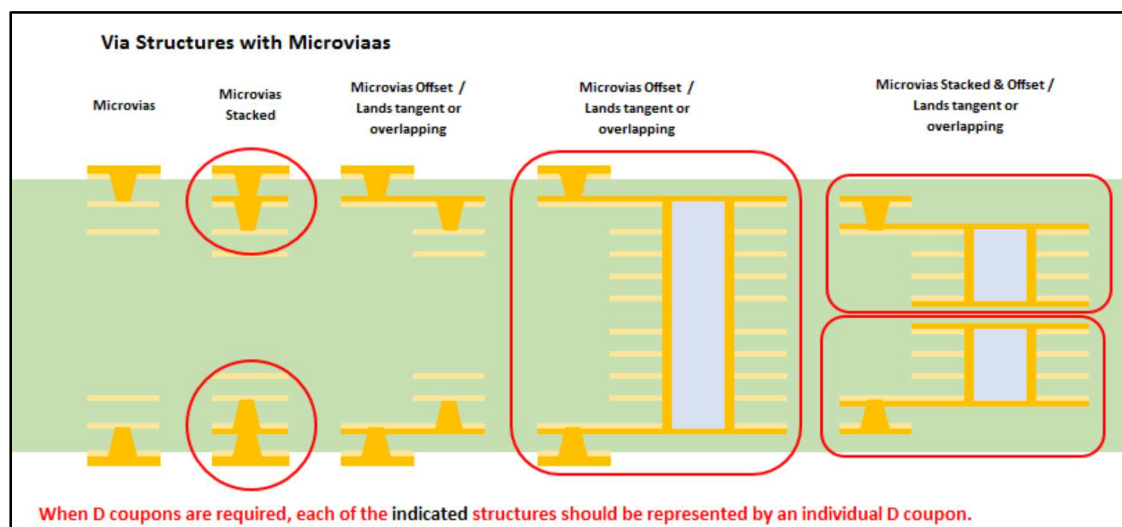 Via Structures with Microviaas
Microvias
Microvias
Stacked
Microvias Offset /
Lands tangent or
overlapping
Microvias Offset /
Lands tangent or
overlapping
Microvias Stacked & Offset /
Lands tangent or
overlapping
When D coupons are required, each of the indicated structures should be represented by an individual D coupon.